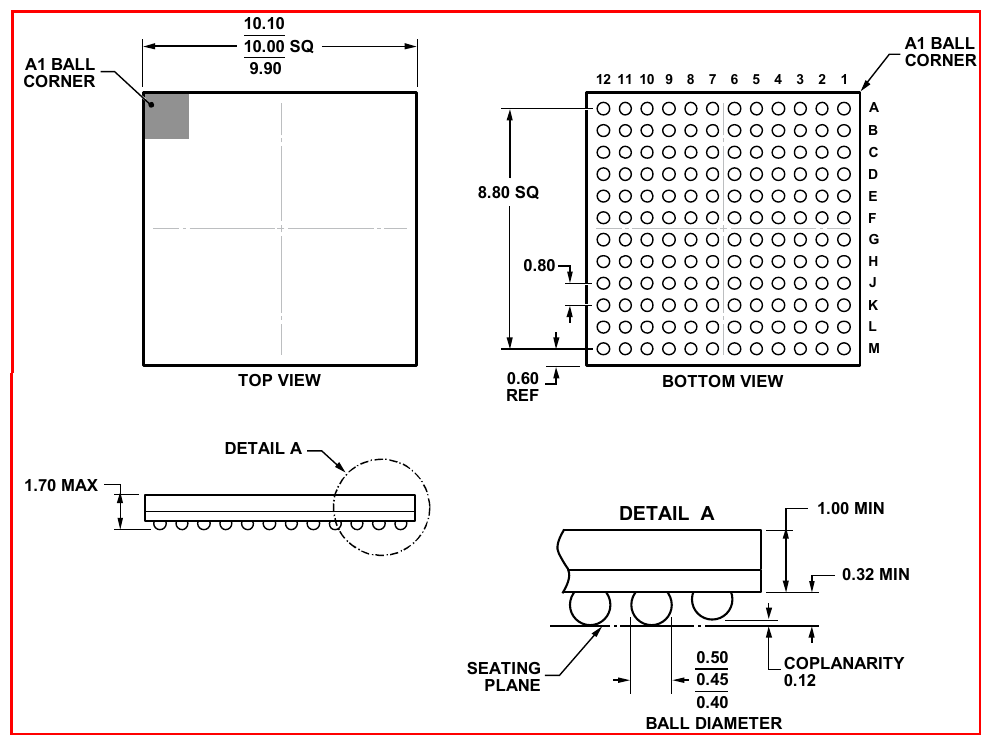 10.10
10.00 SQ
9.90
A1 BALL
CORNER
TOP VIEW
A1 BALL
CORNER
12 11 10 9 8 7 6 5 4 3 2 1
A
B
C
D
E
F
G
H
J
K
L
M
8.80 SQ
0.80
0.60
REF
BOTTOM VIEW
DETAIL A
1.70 MAX
DETAIL A
1.00 MIN
0.32 MIN
SEATING
PLANE
COPLANARITY
0.12
0.50
0.45
0.40
BALL DIAMETER